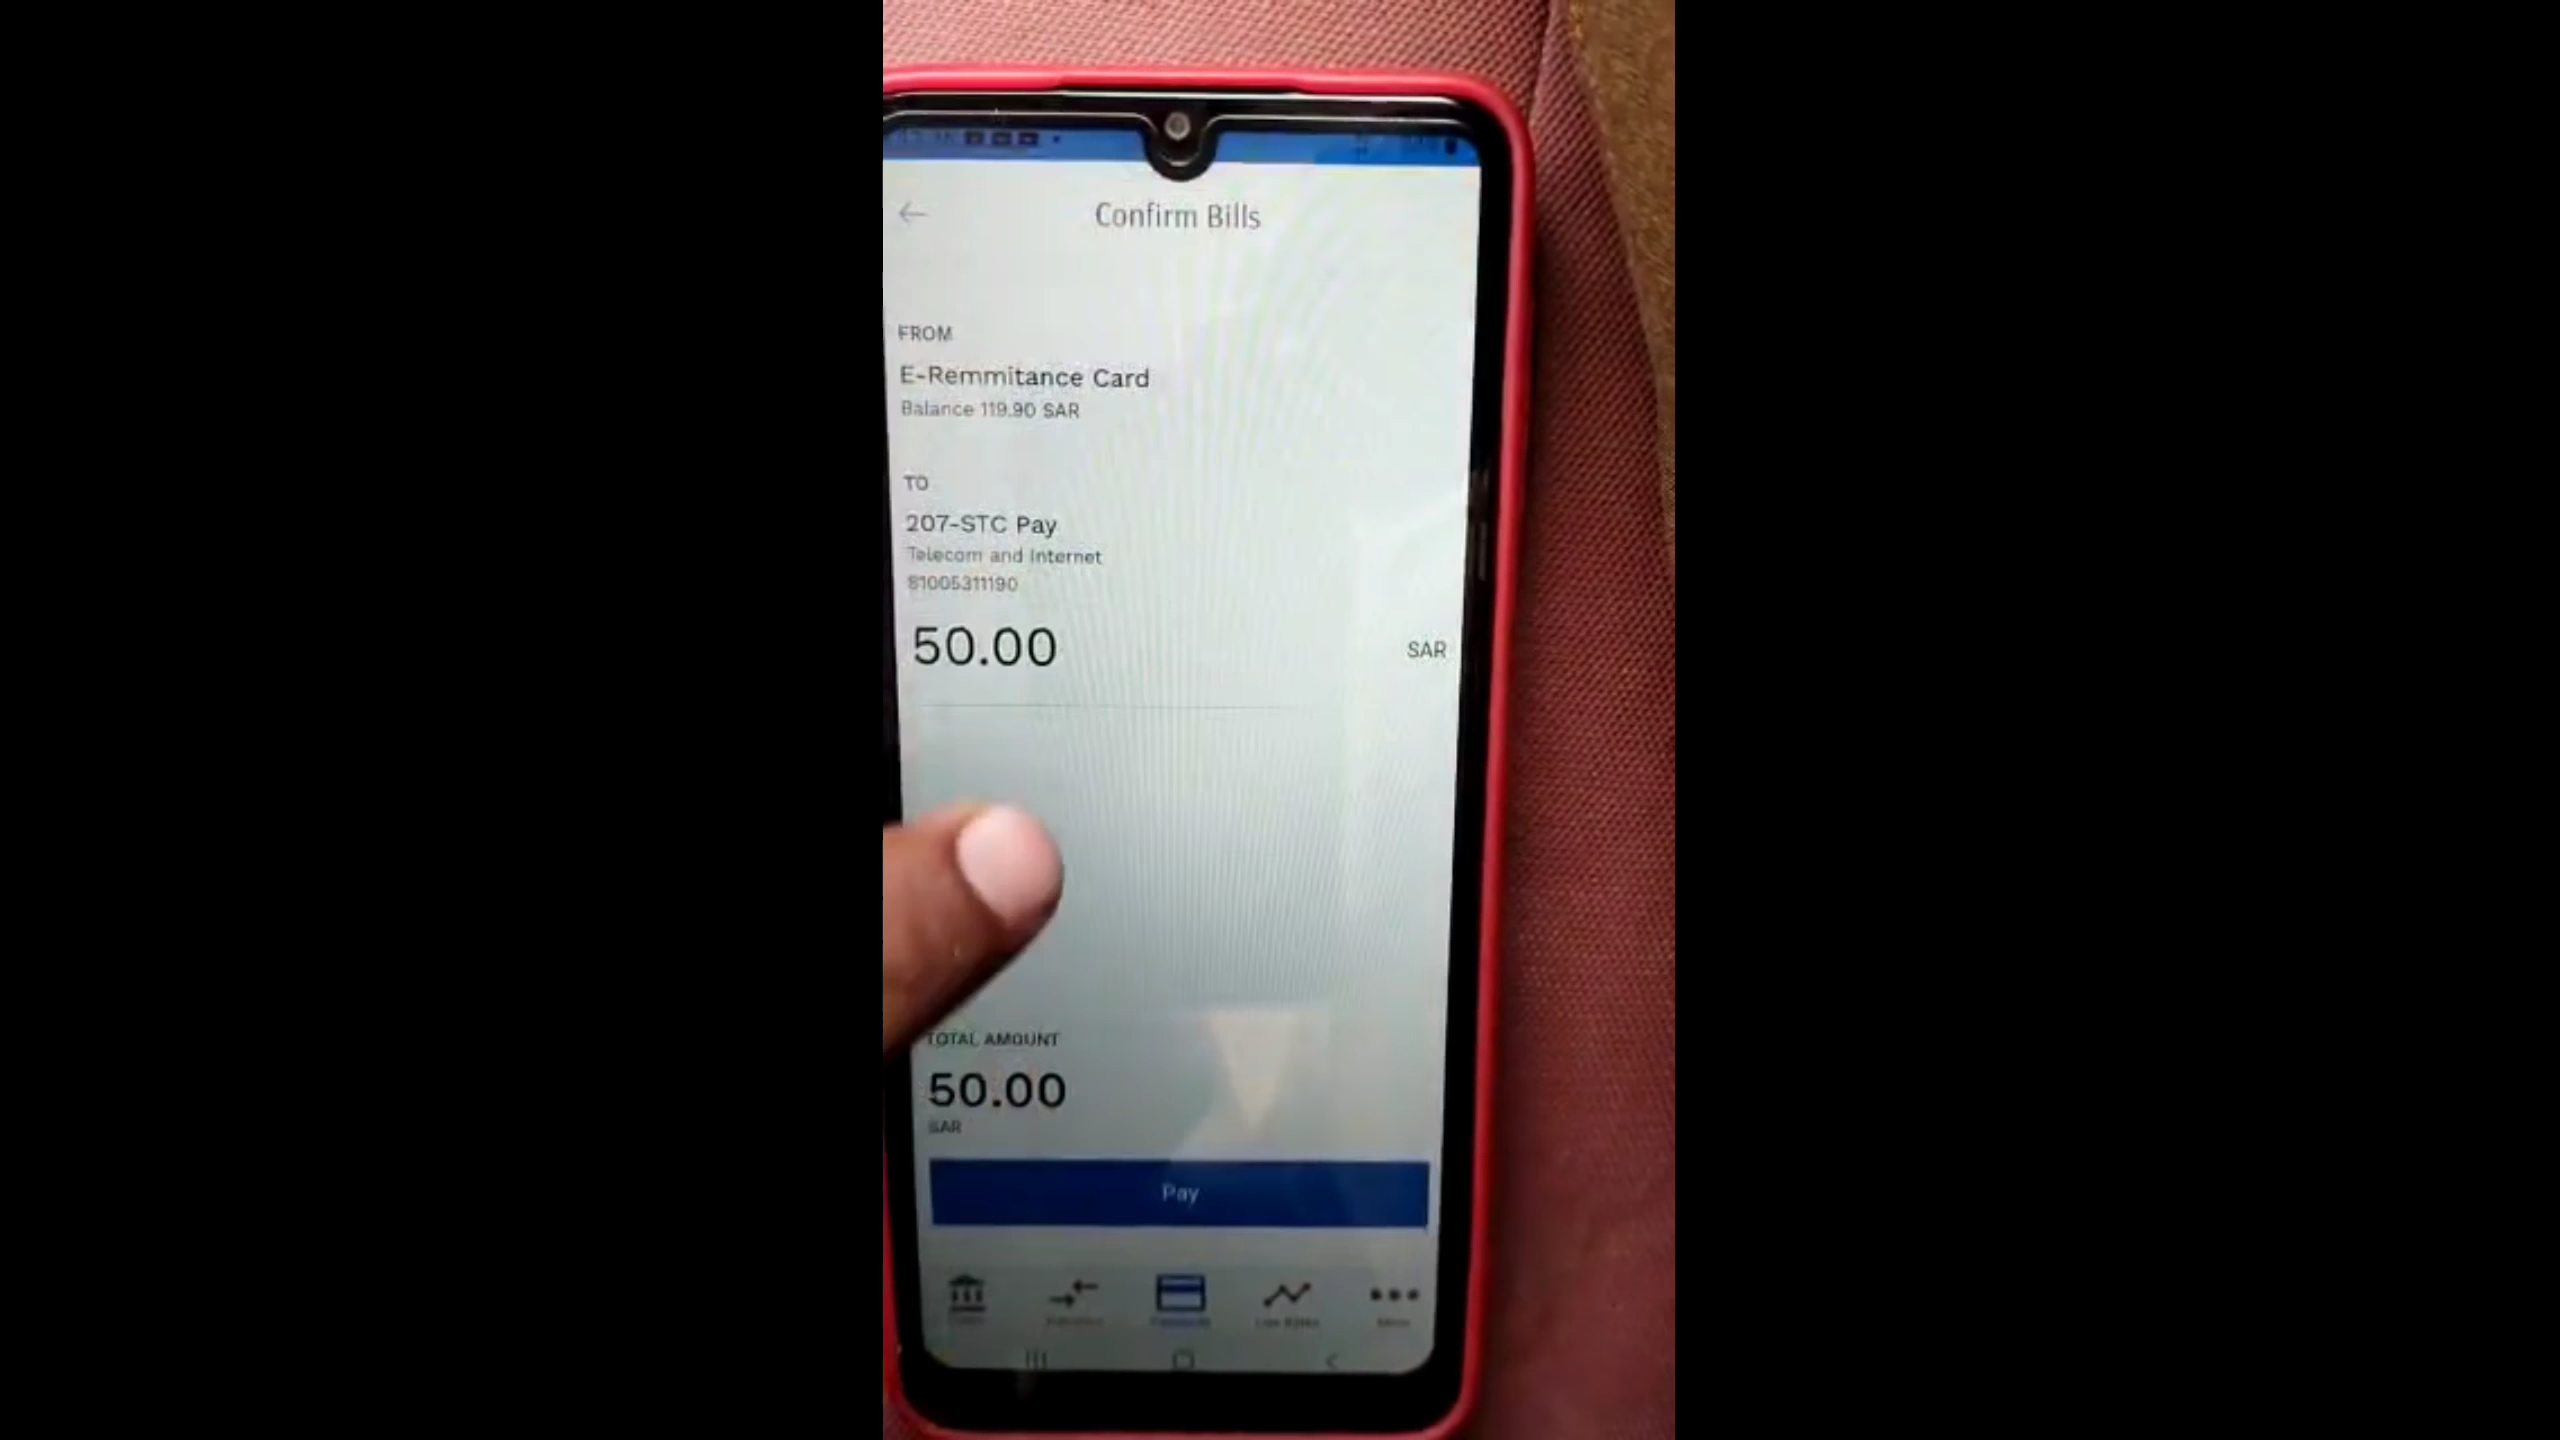 Confirm Bills
FROM
E-Remmitance Card
Balance 119.90 SAR
TO
207-STC Pay
Telecom and Internet
81005311190
50.00 SAR
TOTAL AMOUNT
50.00
SAR
Pay